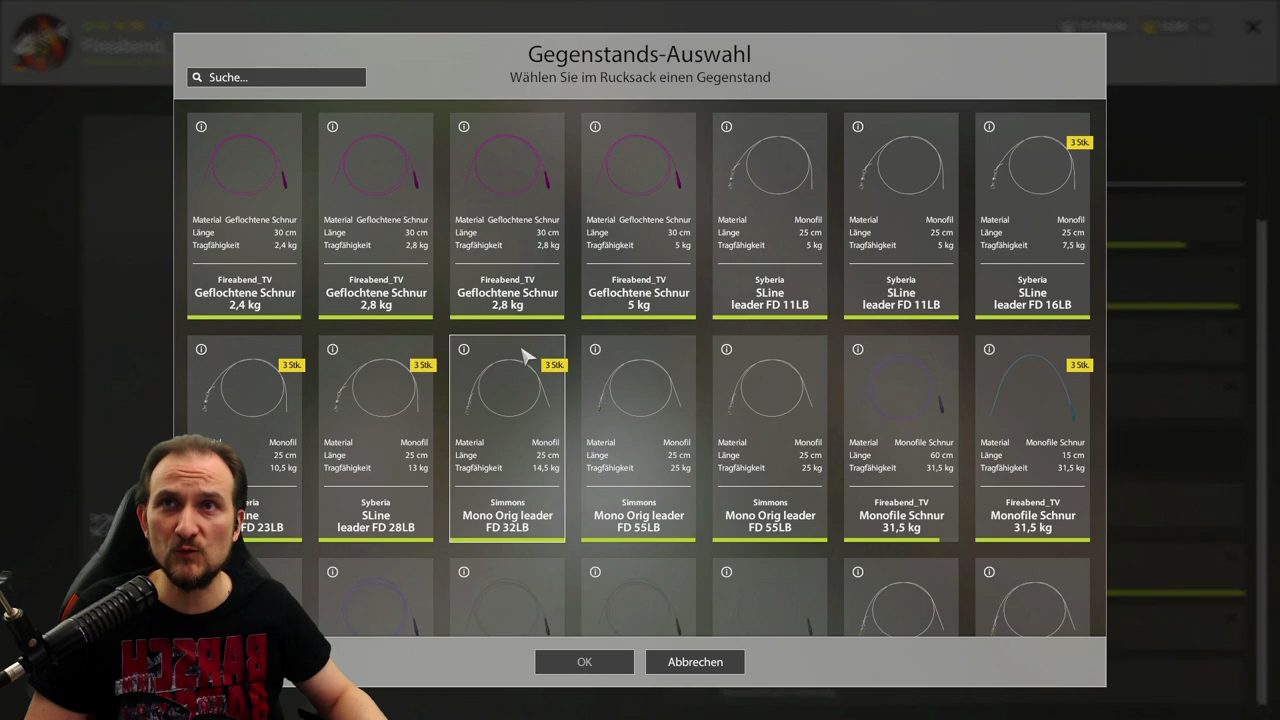 Fireabend
Gegenstands-Auswahl
Wählen Sie im Rucksack einen Gegenstand
Suche...
Material Geflochtene Schnur
Länge 30 cm
Tragfähigkeit 2,4 kg
Fireabend_TV
Geflochtene Schnur
2,4 kg
Material Geflochtene Schnur
Länge 30 cm
Tragfähigkeit 2,8 kg
Fireabend_TV
Geflochtene Schnur
2,8 kg
Material Geflochtene Schnur
Länge 30 cm
Tragfähigkeit 2,8 kg
Fireabend_TV
Geflochtene Schnur
2,8 kg
Material Geflochtene Schnur
Länge 30 cm
Tragfähigkeit 5 kg
Fireabend_TV
Geflochtene Schnur
5 kg
Material Monofil
Länge 25 cm
Tragfähigkeit 5 kg
Syberia
SLine
leader FD 11LB
Material Monofil
Länge 25 cm
Tragfähigkeit 5 kg
Syberia
SLine
leader FD 11LB
3 Stk.
Material Monofil
Länge 25 cm
Tragfähigkeit 7,5 kg
Syberia
SLine
leader FD 16LB
3 Stk.
Monofil
25 cm
10,5 kg
FD 23LB
3 Stk.
Material Monofil
Länge 25 cm
Tragfähigkeit 13 kg
Syberia
SLine
leader FD 28LB
3 Stk.
Material Monofil
Länge 25 cm
Tragfähigkeit 14,5 kg
Simmons
Mono Orig leader
FD 32LB
Material Monofil
Länge 25 cm
Tragfähigkeit 25 kg
Simmons
Mono Orig leader
FD 55LB
Material Monofil
Länge 25 cm
Tragfähigkeit 25 kg
Simmons
Mono Orig leader
FD 55LB
Material Monofile Schnur
Länge 60 cm
Tragfähigkeit 31,5 kg
Fireabend_TV
Monofile Schnur
31,5 kg
3 Stk.
Material Monofile Schnur
Länge 15 cm
Tragfähigkeit 31,5 kg
Fireabend_TV
Monofile Schnur
31,5 kg
OK
Abbrechen
BARSCH